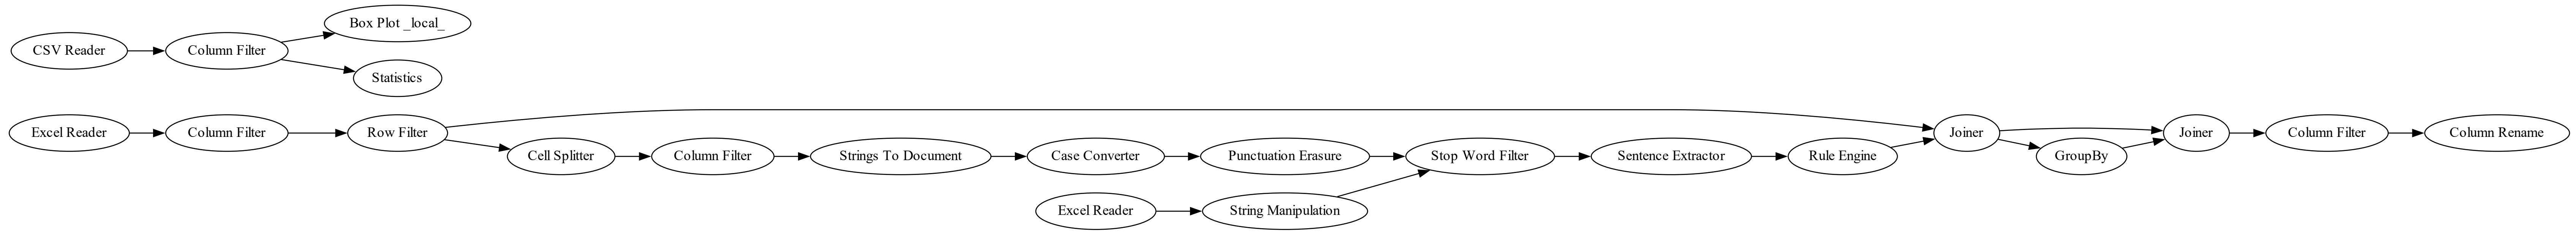 Box Plot _local_
CSV Reader
Column Filter
Statistics
Excel Reader
Column Filter
Row Filter
Cell Splitter
Column Filter
Strings To Document
Case Converter
Punctuation Erasure
Stop Word Filter
Sentence Extractor
Rule Engine
Joiner
GroupBy
Joiner
Column Filter
Column Rename
Excel Reader
String Manipulation